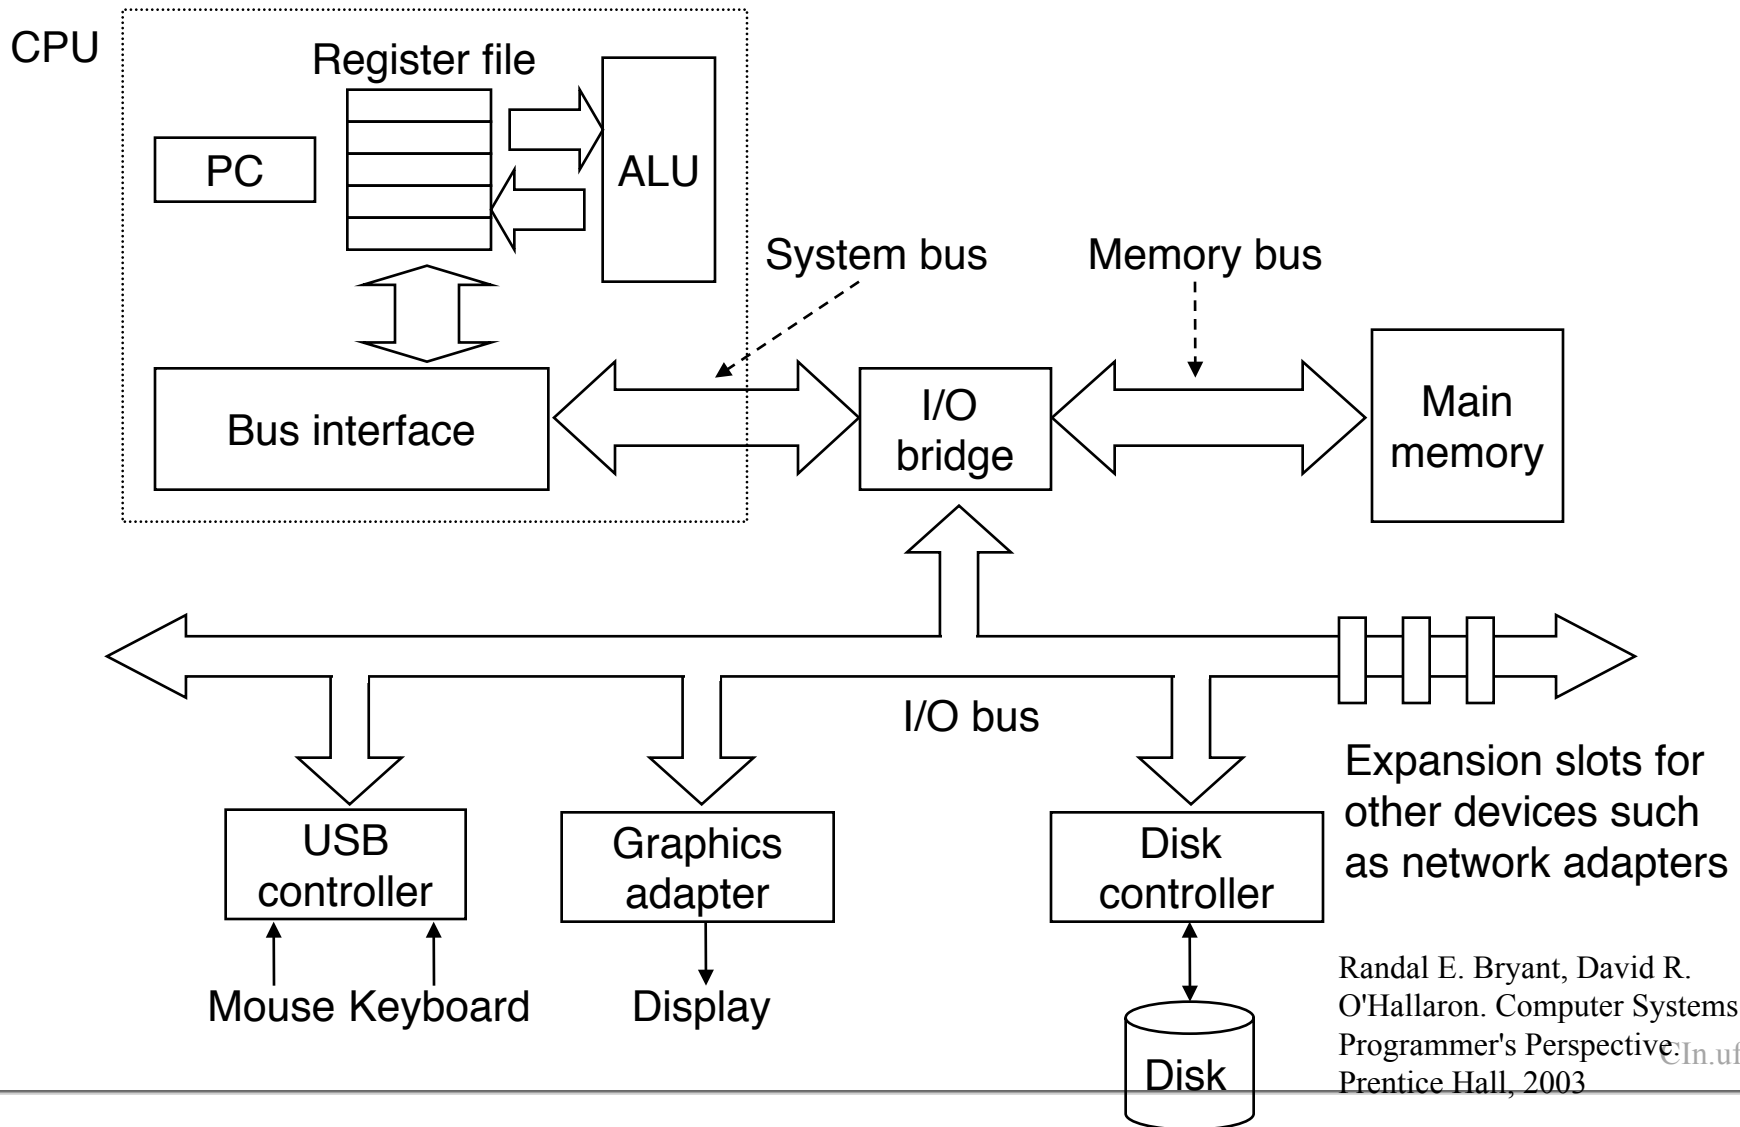 CPU
Register file
PC
ALU
System bus
Memory bus
Bus interface
I/O
bridge
Main
memory
I/O bus
Expansion slots for
other devices such
as network adapters
USB
controller
Graphics
adapter
Disk
controller
Mouse
Keyboard
Display
Disk
Randal E. Bryant, David R.
O'Hallaron. Computer Systems
Programmer's Perspective.
Prentice Hall, 2003
CIn.uf